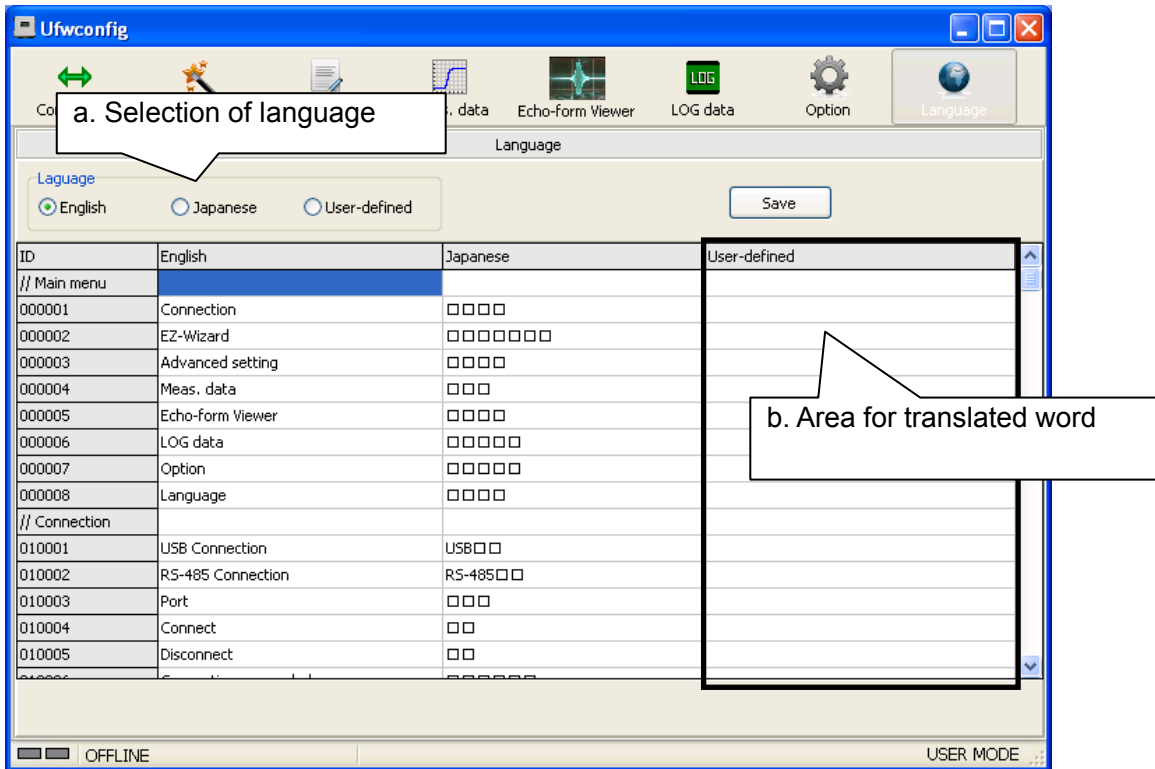 Ufwconfig
a. Selection of language
. data Echo-form Viewer LOG data Option Language
Language
Laguage
English Japanese User-defined Save
ID English Japanese User-defined
// Main menu
000001 Connection □□□□
000002 EZ-Wizard □□□□□□□
000003 Advanced setting □□□□
000004 Meas. data □□□
000005 Echo-form Viewer □□□□
000006 LOG data □□□□□
000007 Option □□□□□
000008 Language □□□□
// Connection
010001 USB Connection USB□□
010002 RS-485 Connection RS-485□□
010003 Port □□□
010004 Connect □□
010005 Disconnect □□
b. Area for translated word
OFFLINE USER MODE